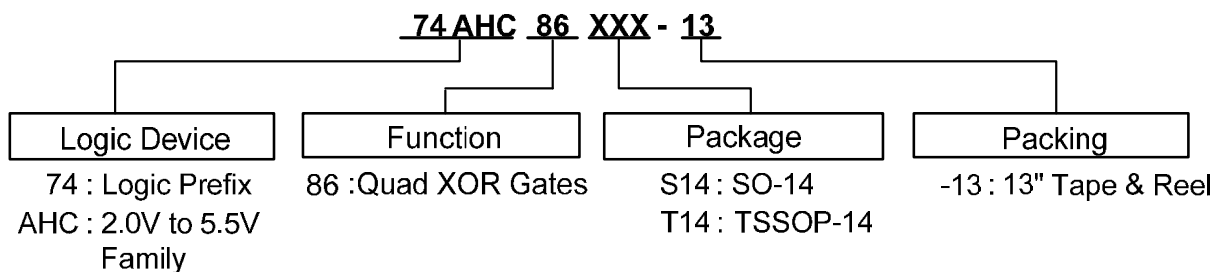 74 AHC 86 XXX - 13
Logic Device
Function
Package
Packing
74 : Logic Prefix
AHC : 2.0V to 5.5V
Family
86 :Quad XOR Gates
S14 : SO-14
T14 : TSSOP-14
-13 : 13" Tape & Reel